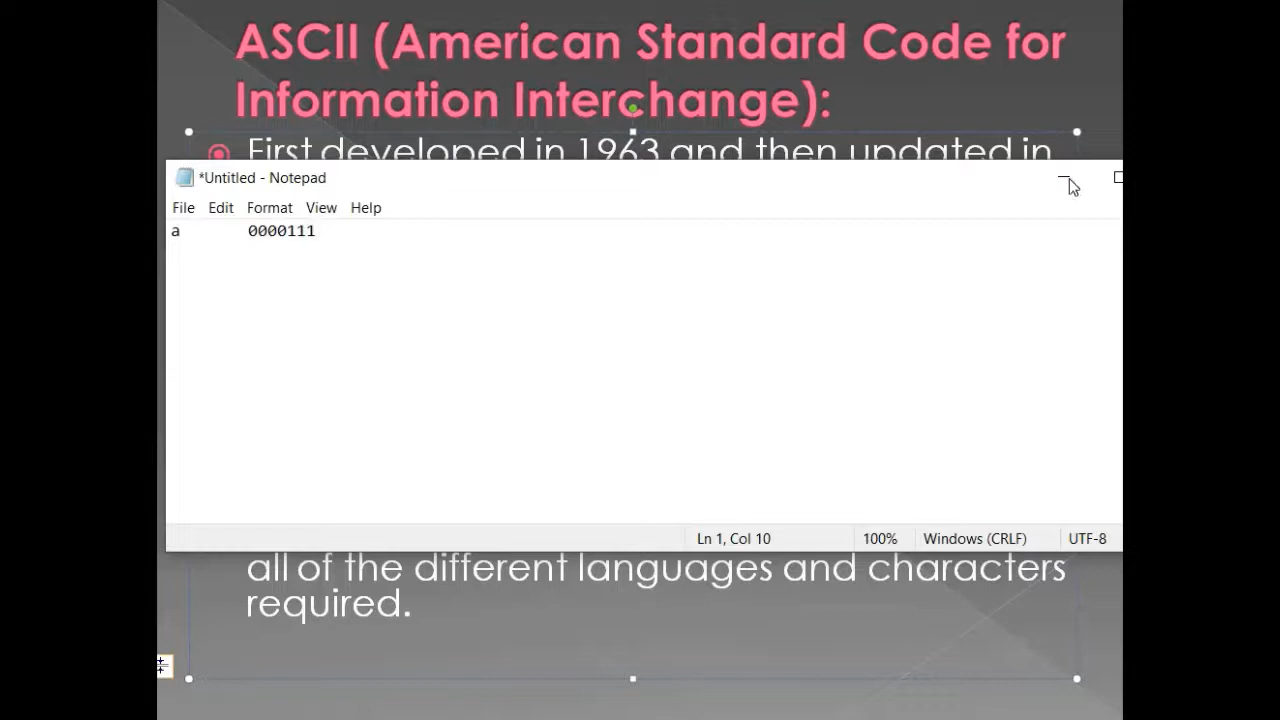 ASCII (American Standard Code for
Information Interchange):
First developed in 1963 and then updated in
*Untitled - Notepad
File Edit Format View Help
a 0000111
Ln 1, Col 10 100% Windows (CRLF) UTF-8
all of the different languages and characters
required.